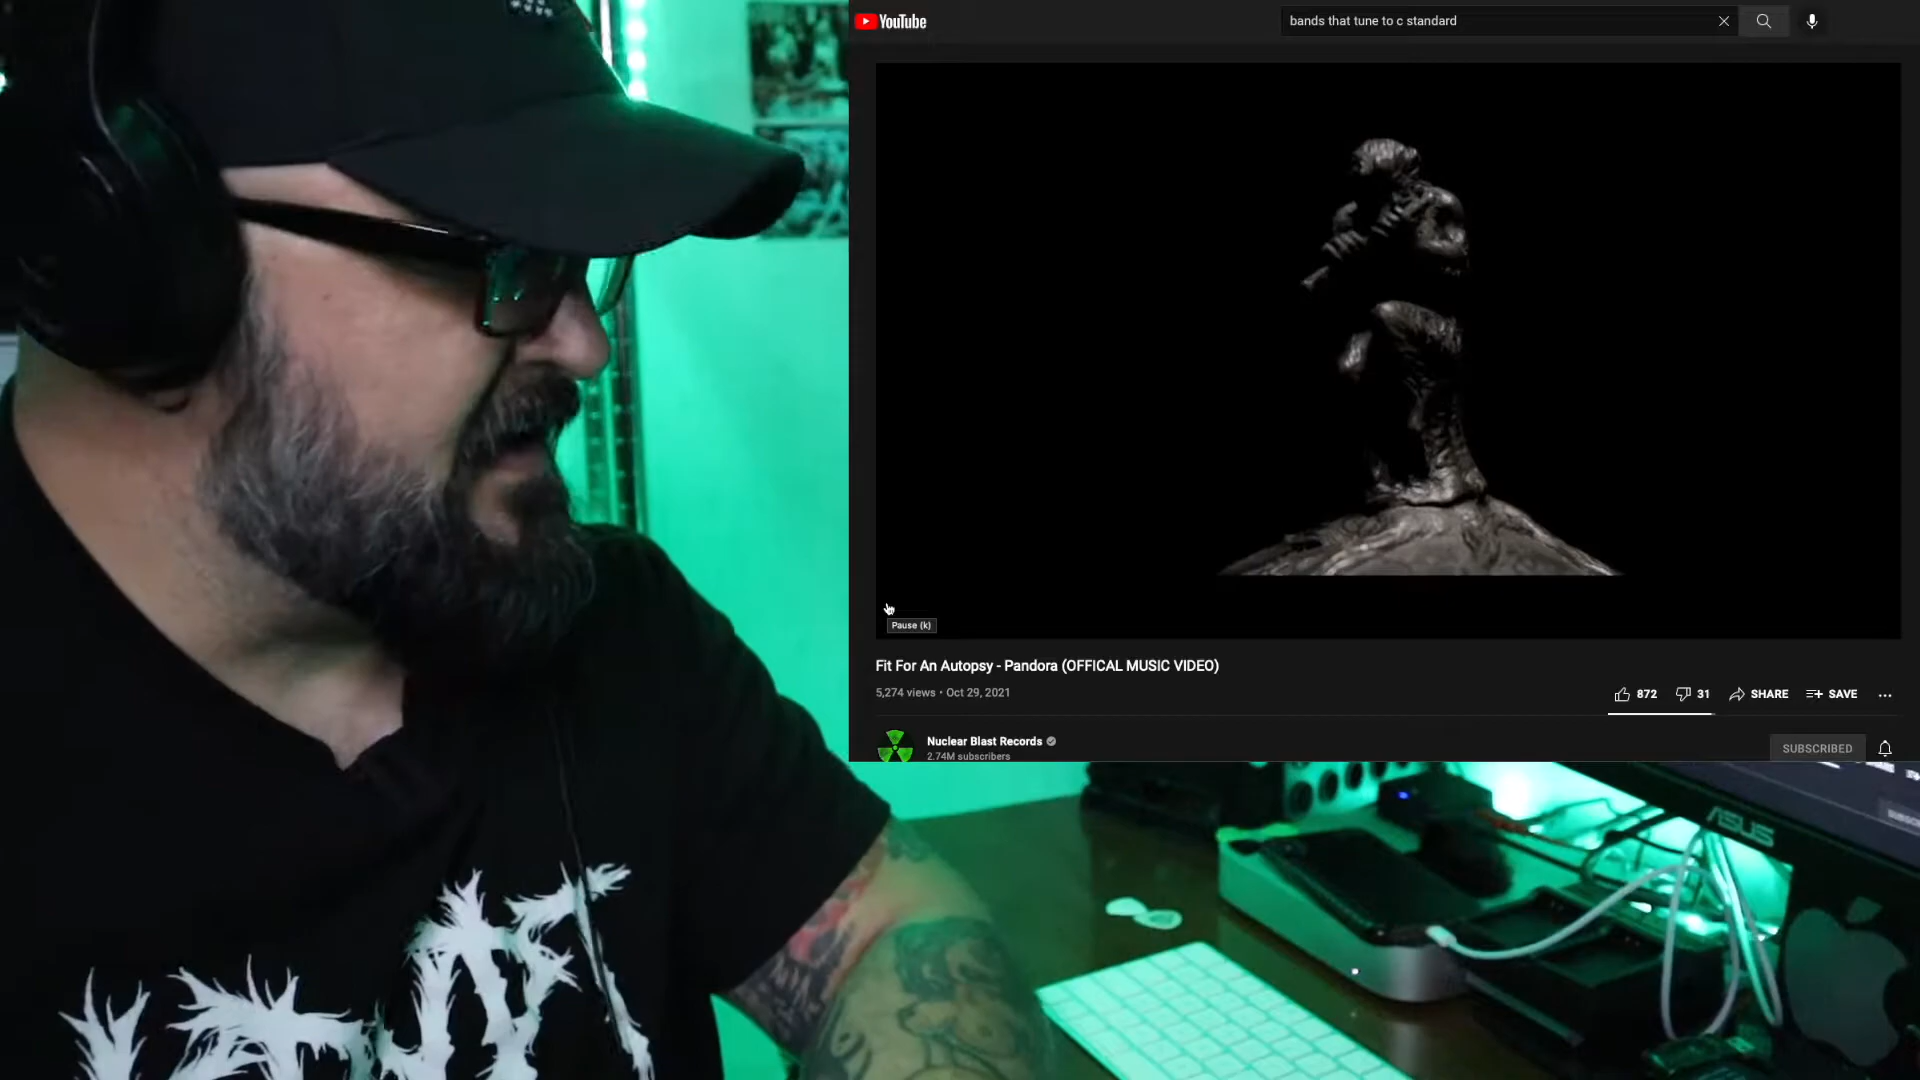 YouTube
bands that tune to c standard
Pause (k)
Fit For An Autopsy - Pandora (OFFICAL MUSIC VIDEO)
5,274 views • Oct 29, 2021
872
31
SHARE
SAVE
Nuclear Blast Records
2.74M subscribers
SUBSCRIBED
ASUS